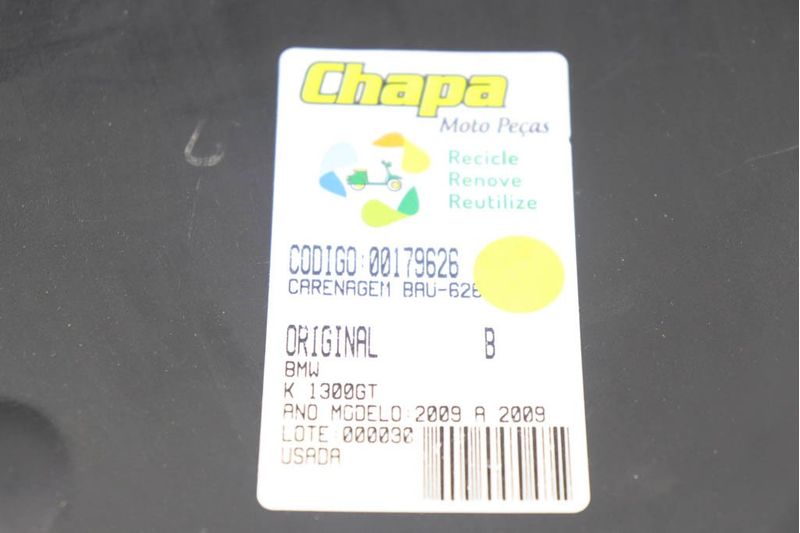 Chapa
Moto Peças
Recicle
Renove
Reutilize
CODIGO:00179626
CARENAGEM BAU-626
ORIGINAL B
BMW
K 1300GT
ANO MODELO:2009 A 2009
LOTE:000030
USADA